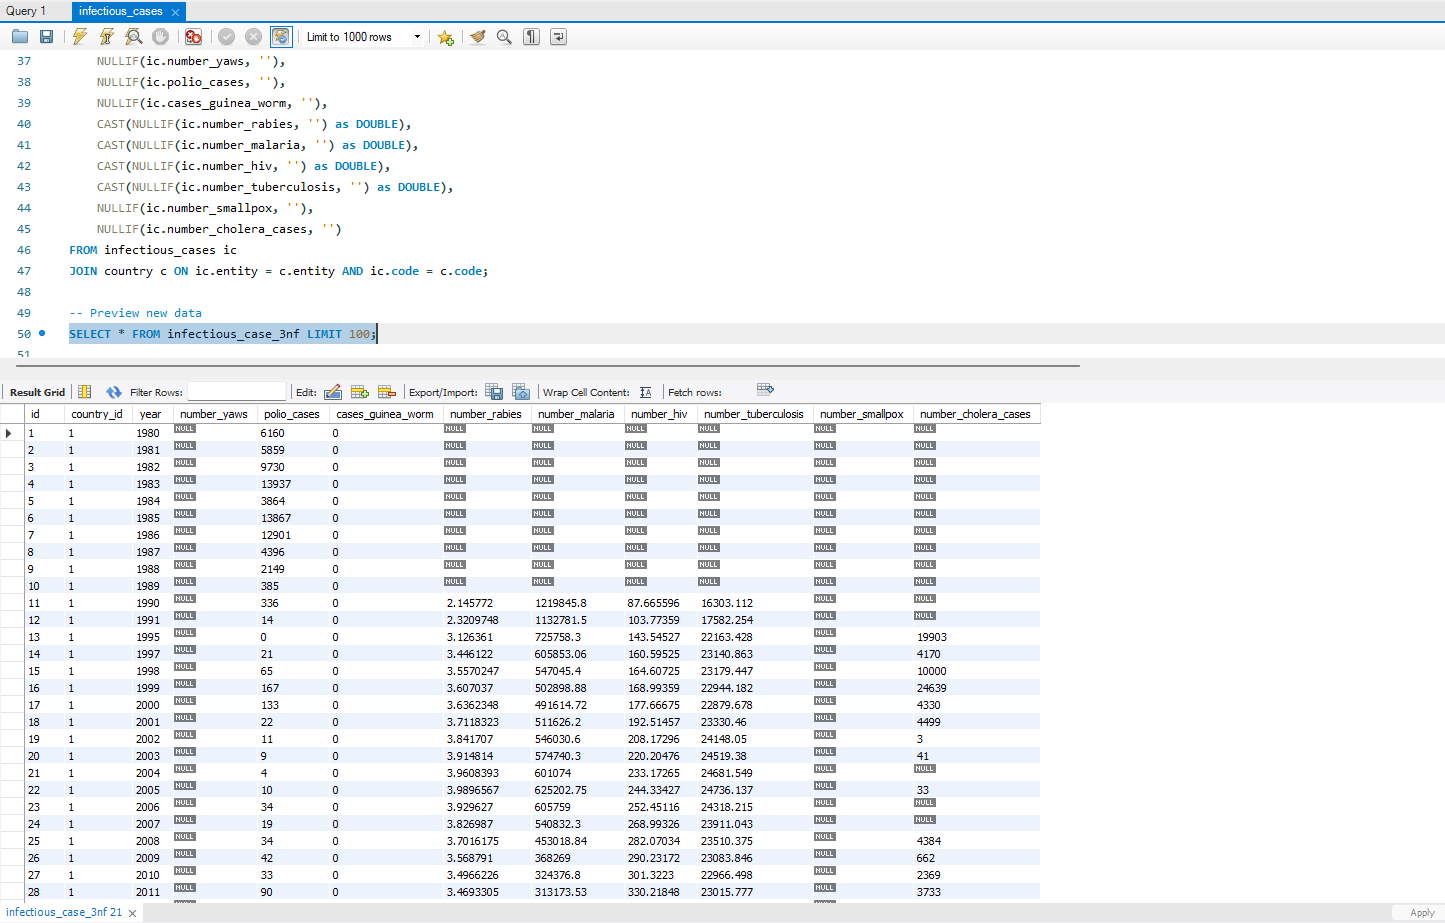 Query 1 infectious_cases
Limit to 1000 rows
37 NULLIF(ic.number_yaws, ''),
38 NULLIF(ic.polio_cases, ''),
39 NULLIF(ic.cases_guinea_worm, ''),
40 CAST(NULLIF(ic.number_rabies, '') as DOUBLE),
41 CAST(NULLIF(ic.number_malaria, '') as DOUBLE),
42 CAST(NULLIF(ic.number_hiv, '') as DOUBLE),
43 CAST(NULLIF(ic.number_tuberculosis, '') as DOUBLE),
44 NULLIF(ic.number_smallpox, ''),
45 NULLIF(ic.number_cholera_cases, '')
46 FROM infectious_cases ic
47 JOIN country c ON ic.entity = c.entity AND ic.code = c.code;
48
49 -- Preview new data
50 SELECT * FROM infectious_case_3nf LIMIT 100;
51
Result Grid Filter Rows: Edit: Export/Import: Wrap Cell Content: Fetch rows:
id country_id year number_yaws polio_cases cases_guinea_worm number_rabies number_malaria number_hiv number_tuberculosis number_smallpox number_cholera_cases
1 1 1980 NULL 6160 0 NULL NULL NULL NULL NULL NULL
2 1 1981 NULL 5859 0 NULL NULL NULL NULL NULL NULL
3 1 1982 NULL 9730 0 NULL NULL NULL NULL NULL NULL
4 1 1983 NULL 13937 0 NULL NULL NULL NULL NULL NULL
5 1 1984 NULL 3864 0 NULL NULL NULL NULL NULL NULL
6 1 1985 NULL 13867 0 NULL NULL NULL NULL NULL NULL
7 1 1986 NULL 12901 0 NULL NULL NULL NULL NULL NULL
8 1 1987 NULL 4396 0 NULL NULL NULL NULL NULL NULL
9 1 1988 NULL 2149 0 NULL NULL NULL NULL NULL NULL
10 1 1989 NULL 385 0 NULL NULL NULL NULL NULL NULL
11 1 1990 NULL 336 0 2.145772 1219845.8 87.665596 16303.112 NULL NULL
12 1 1991 NULL 14 0 2.3209748 1132781.5 103.77359 17582.254 NULL NULL
13 1 1995 NULL 0 0 3.126361 725758.3 143.54527 22163.428 NULL 19903
14 1 1997 NULL 21 0 3.446122 605853.06 160.59525 23140.863 NULL 4170
15 1 1998 NULL 65 0 3.5570247 547045.4 164.60725 23179.447 NULL 10000
16 1 1999 NULL 167 0 3.607037 502898.88 168.99359 22944.182 NULL 24639
17 1 2000 NULL 133 0 3.6362348 491614.72 177.66675 22879.678 NULL 4330
18 1 2001 NULL 22 0 3.7118323 511626.2 192.51457 23330.46 NULL 4499
19 1 2002 NULL 11 0 3.841707 546030.6 208.17296 24148.05 NULL 3
20 1 2003 NULL 9 0 3.914814 574740.3 220.20476 24519.38 NULL 41
21 1 2004 NULL 4 0 3.9608393 601074 233.17265 24681.549 NULL NULL
22 1 2005 NULL 10 0 3.9896567 625202.75 244.33427 24736.137 NULL 33
23 1 2006 NULL 34 0 3.929627 605759 252.45116 24318.215 NULL NULL
24 1 2007 NULL 19 0 3.826987 540832.3 268.99326 23911.043 NULL NULL
25 1 2008 NULL 34 0 3.7016175 453018.84 282.07034 23510.375 NULL 4384
26 1 2009 NULL 42 0 3.568791 368269 290.23172 23083.846 NULL 662
27 1 2010 NULL 33 0 3.4966226 324376.8 301.3223 22966.498 NULL 2369
28 1 2011 NULL 90 0 3.4693305 313173.53 330.21848 23015.777 NULL 3733
infectious_case_3nf 21 Apply